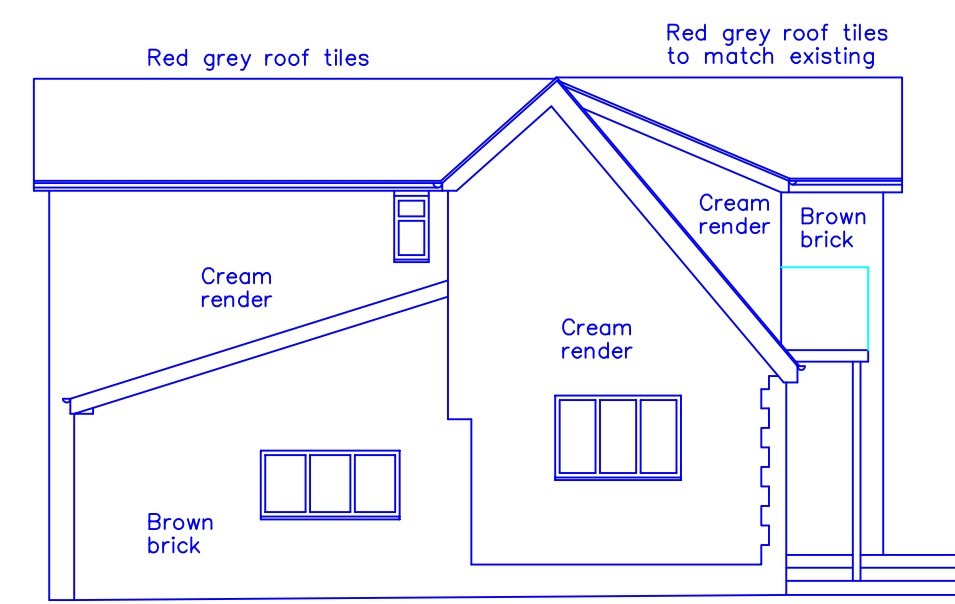 Red grey roof tiles
Red grey roof tiles
to match existing
Cream
render
Brown
brick
Cream
render
Cream
render
Brown
brick